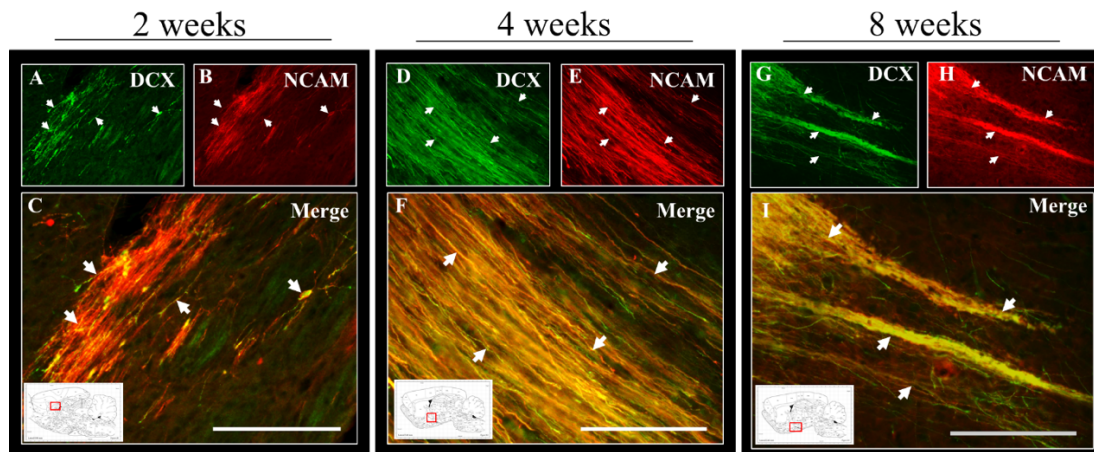 2 weeks
4 weeks
8 weeks
A
DCX
B
NCAM
D
DCX
E
NCAM
G
DCX
H
NCAM
C
Merge
F
Merge
I
Merge